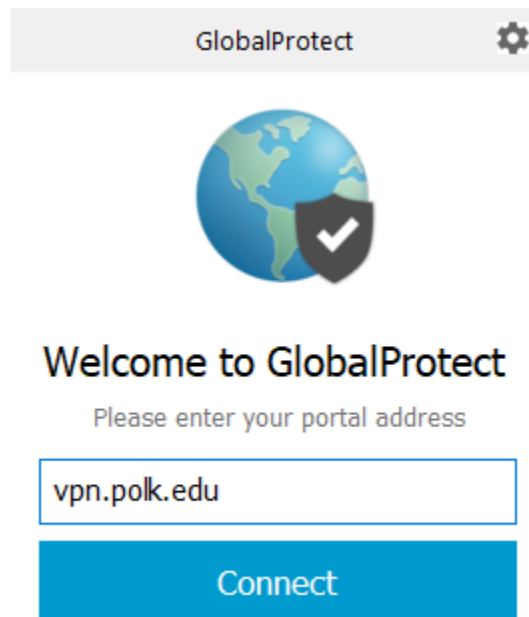 GlobalProtect
Welcome to GlobalProtect
Please enter your portal address
vpn.polk.edu
Connect